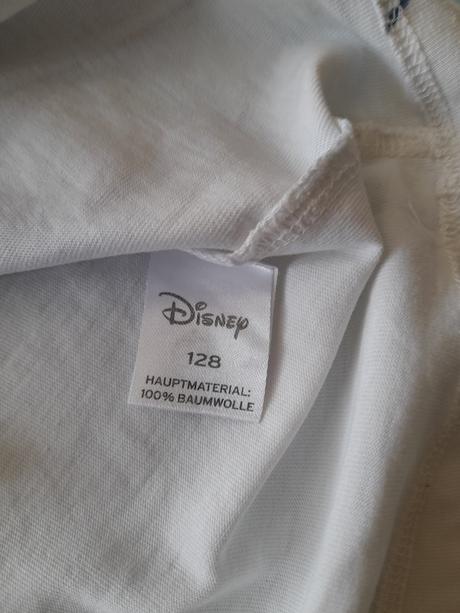 Disney
128
HAUPTMATERIAL:
100% BAUMWOLLE